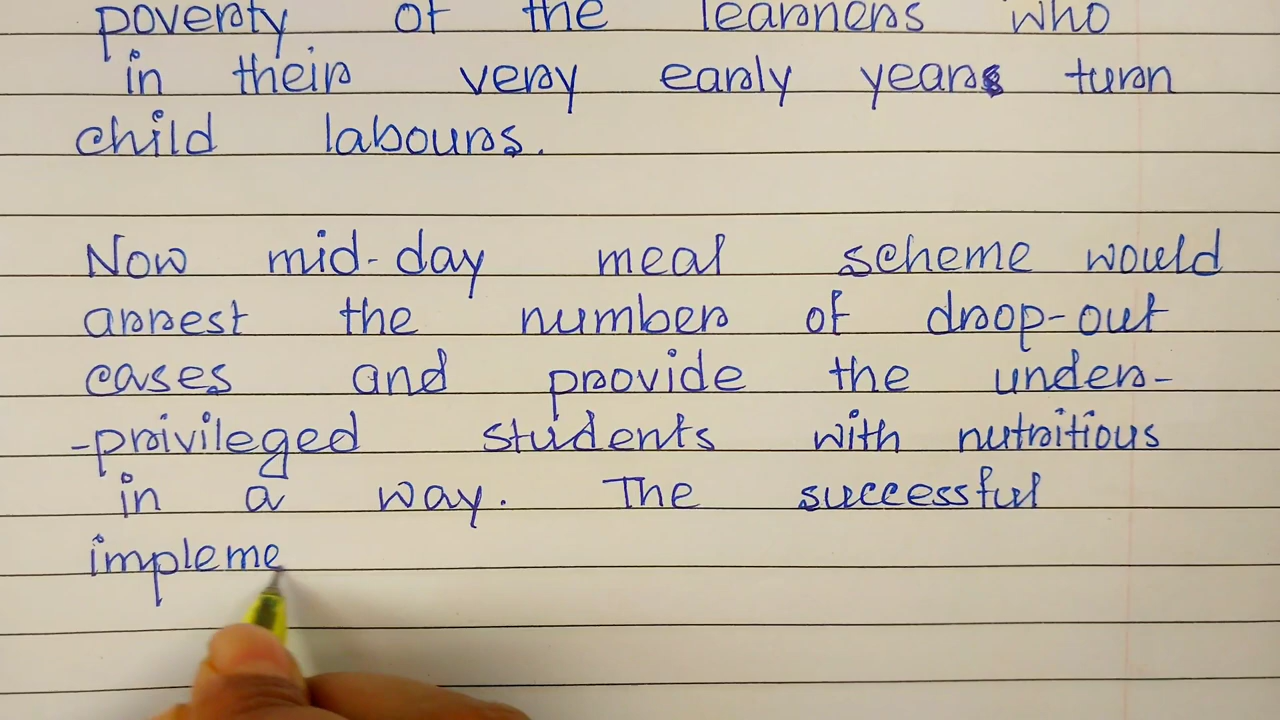 poverty of the learners who
in their very early years turn
child labours.
Now mid-day meal scheme would
arrest the number of drop-out
cases and provide the under-
-privileged students with nutritious
in a way. The successful
impleme